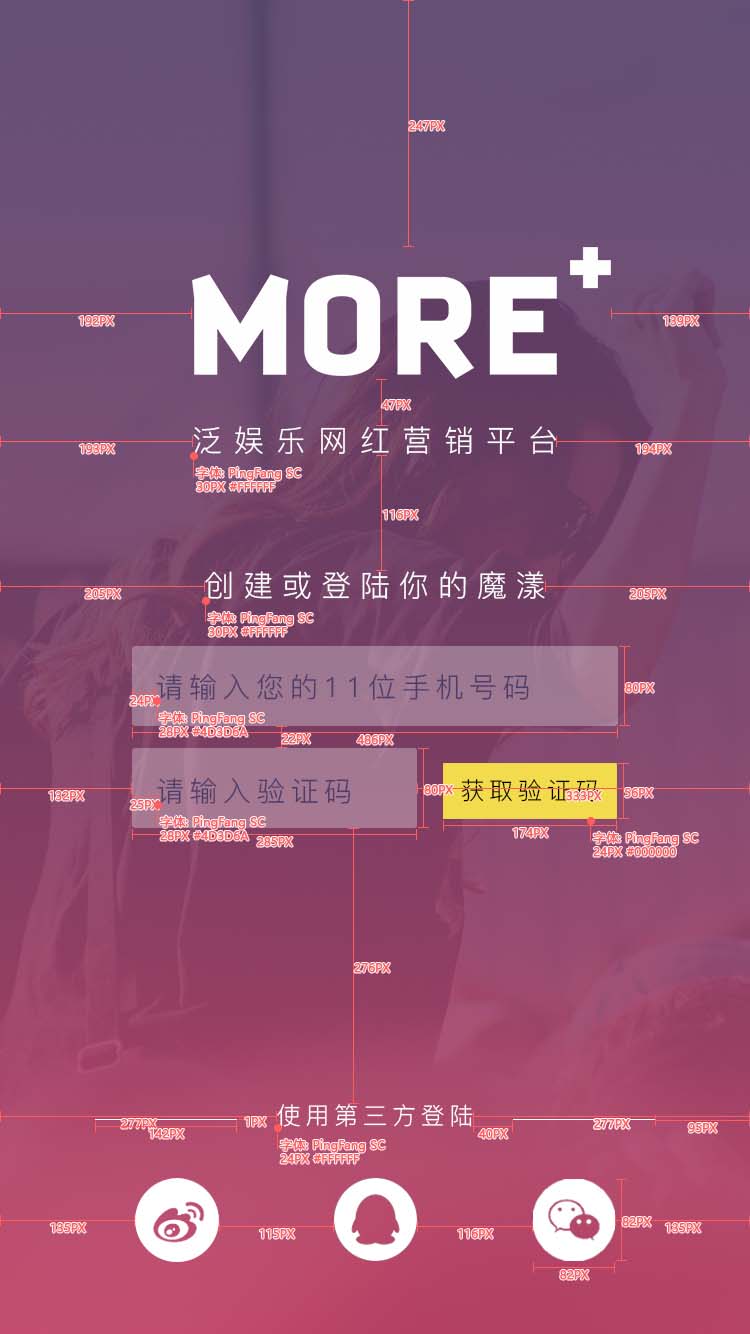 247PX
MORE+
192PX
139PX
47PX
泛娱乐网红营销平台
193PX
194PX
字体: PingFang SC
30PX #FFFFFF
116PX
创建或登陆你的魔漾
205PX
205PX
字体: PingFang SC
30PX #FFFFFF
请输入您的11位手机号码
24PX
80PX
字体: PingFang SC
28PX #4D3D6A
22PX
486PX
请输入验证码
获取验证码
132PX
80PX
333PX
56PX
25PX
字体: PingFang SC
28PX #4D3D6A
285PX
174PX
字体: PingFang SC
24PX #000000
276PX
使用第三方登陆
277PX
142PX
1PX
40PX
277PX
95PX
字体: PingFang SC
24PX #FFFFFF
135PX
115PX
116PX
82PX
135PX
82PX